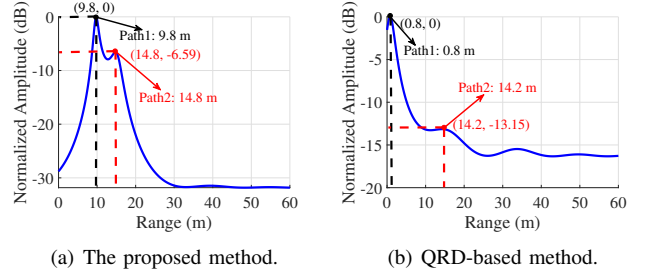 (9.8, 0)
Path1: 9.8 m
(14.8, -6.59)
Path2: 14.8 m
Normalized Amplitude (dB)
0
-10
-20
-30
0 10 20 30 40 50 60
Range (m)
(a) The proposed method.
(0.8, 0)
Path1: 0.8 m
Path2: 14.2 m
(14.2, -13.15)
Normalized Amplitude (dB)
0
-5
-10
-15
-20
0 10 20 30 40 50 60
Range (m)
(b) QRD-based method.